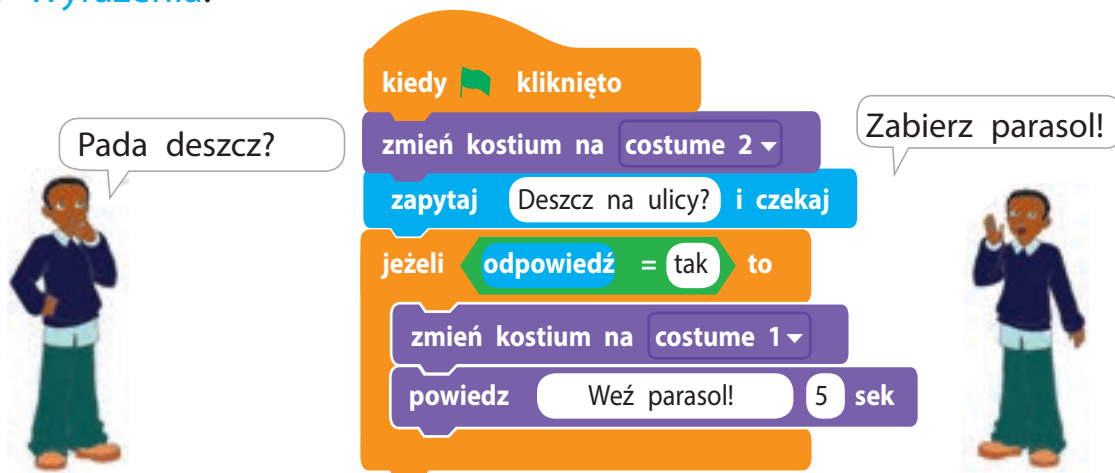 Wyrażenia.
kiedy kliknięto
Pada deszcz?
zmień kostium na costume 2
Zabierz parasol!
zapytaj Deszcz na ulicy? i czekaj
jeżeli odpowiedź = tak to
zmień kostium na costume 1
powiedz Weź parasol! 5 sek